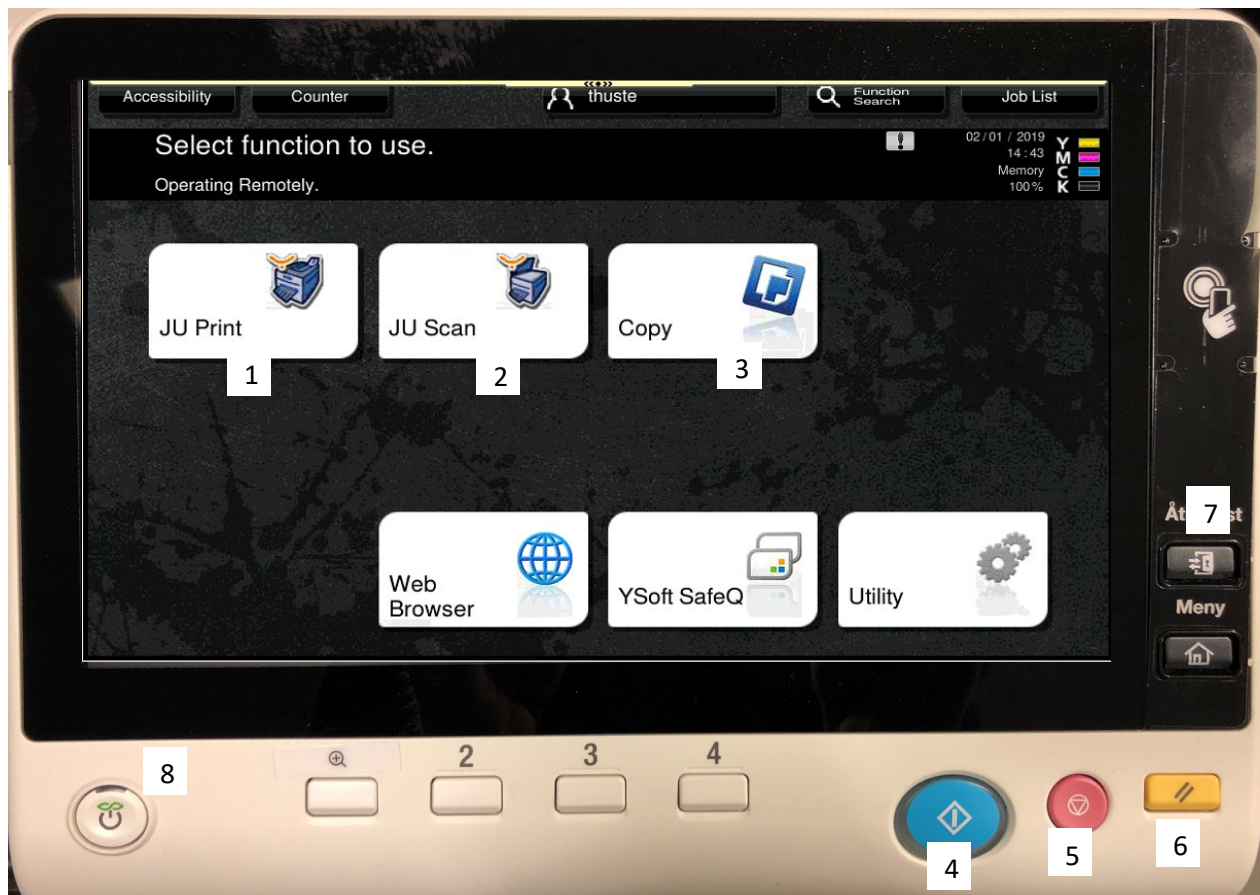 Accessibility
Counter
thuste
Function
Search
Job List
Select function to use.
02/01 / 2019
14:43
Memory
100%
Y
M
C
K
Operating Remotely.
JU Print
JU Scan
Copy
1
2
3
Web
Browser
YSoft SafeQ
Utility
7
Meny
8
2
3
4
4
5
6